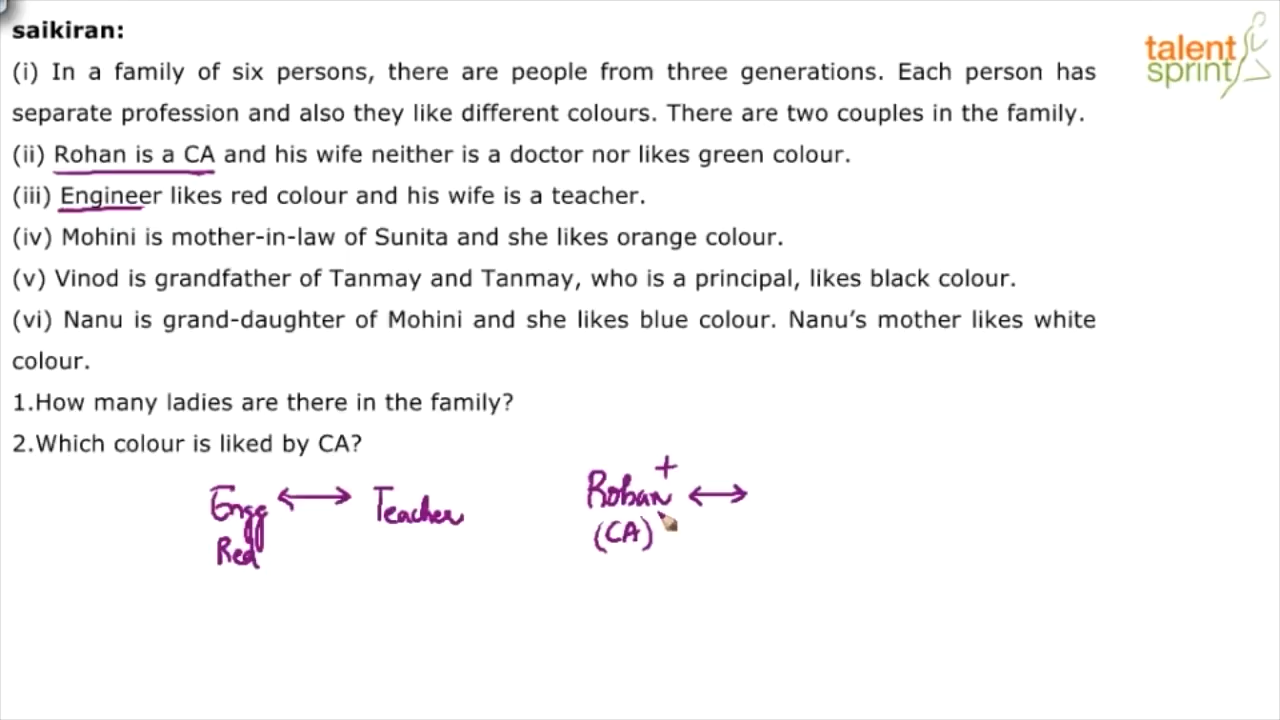 saikiran:
talent
sprint
(i) In a family of six persons, there are people from three generations. Each person has
separate profession and also they like different colours. There are two couples in the family.
(ii) Rohan is a CA and his wife neither is a doctor nor likes green colour.
(iii) Engineer likes red colour and his wife is a teacher.
(iv) Mohini is mother-in-law of Sunita and she likes orange colour.
(v) Vinod is grandfather of Tanmay and Tanmay, who is a principal, likes black colour.
(vi) Nanu is grand-daughter of Mohini and she likes blue colour. Nanu’s mother likes white
colour.
1.How many ladies are there in the family?
2.Which colour is liked by CA?
Engg ↔ Teacher Rohan + ↔
Red (CA)